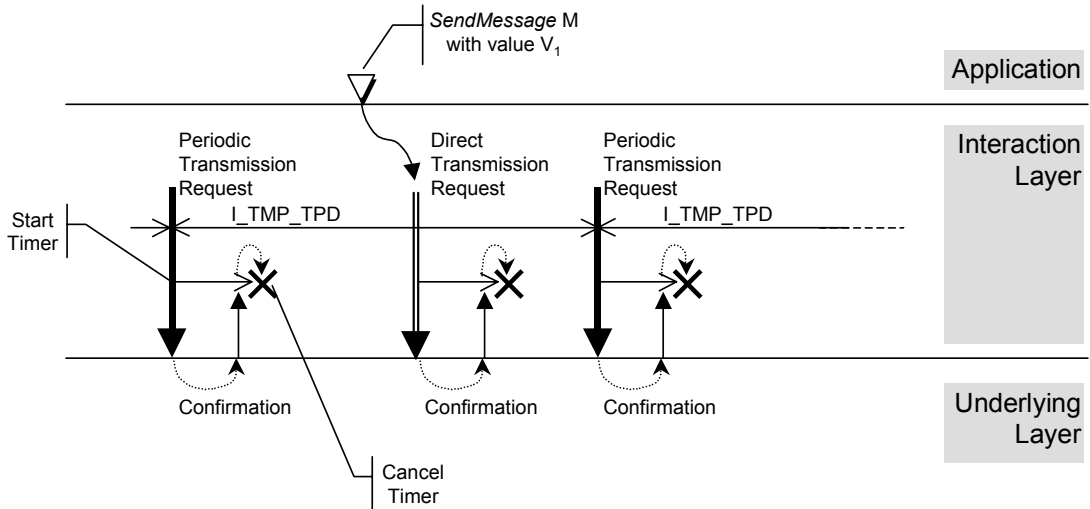 SendMessage M
with value V1
Application
Periodic
Transmission
Request
Direct
Transmission
Request
Periodic
Transmission
Request
Interaction
Layer
Start
Timer
I_TMP_TPD
I_TMP_TPD
Confirmation
Confirmation
Confirmation
Underlying
Layer
Cancel
Timer